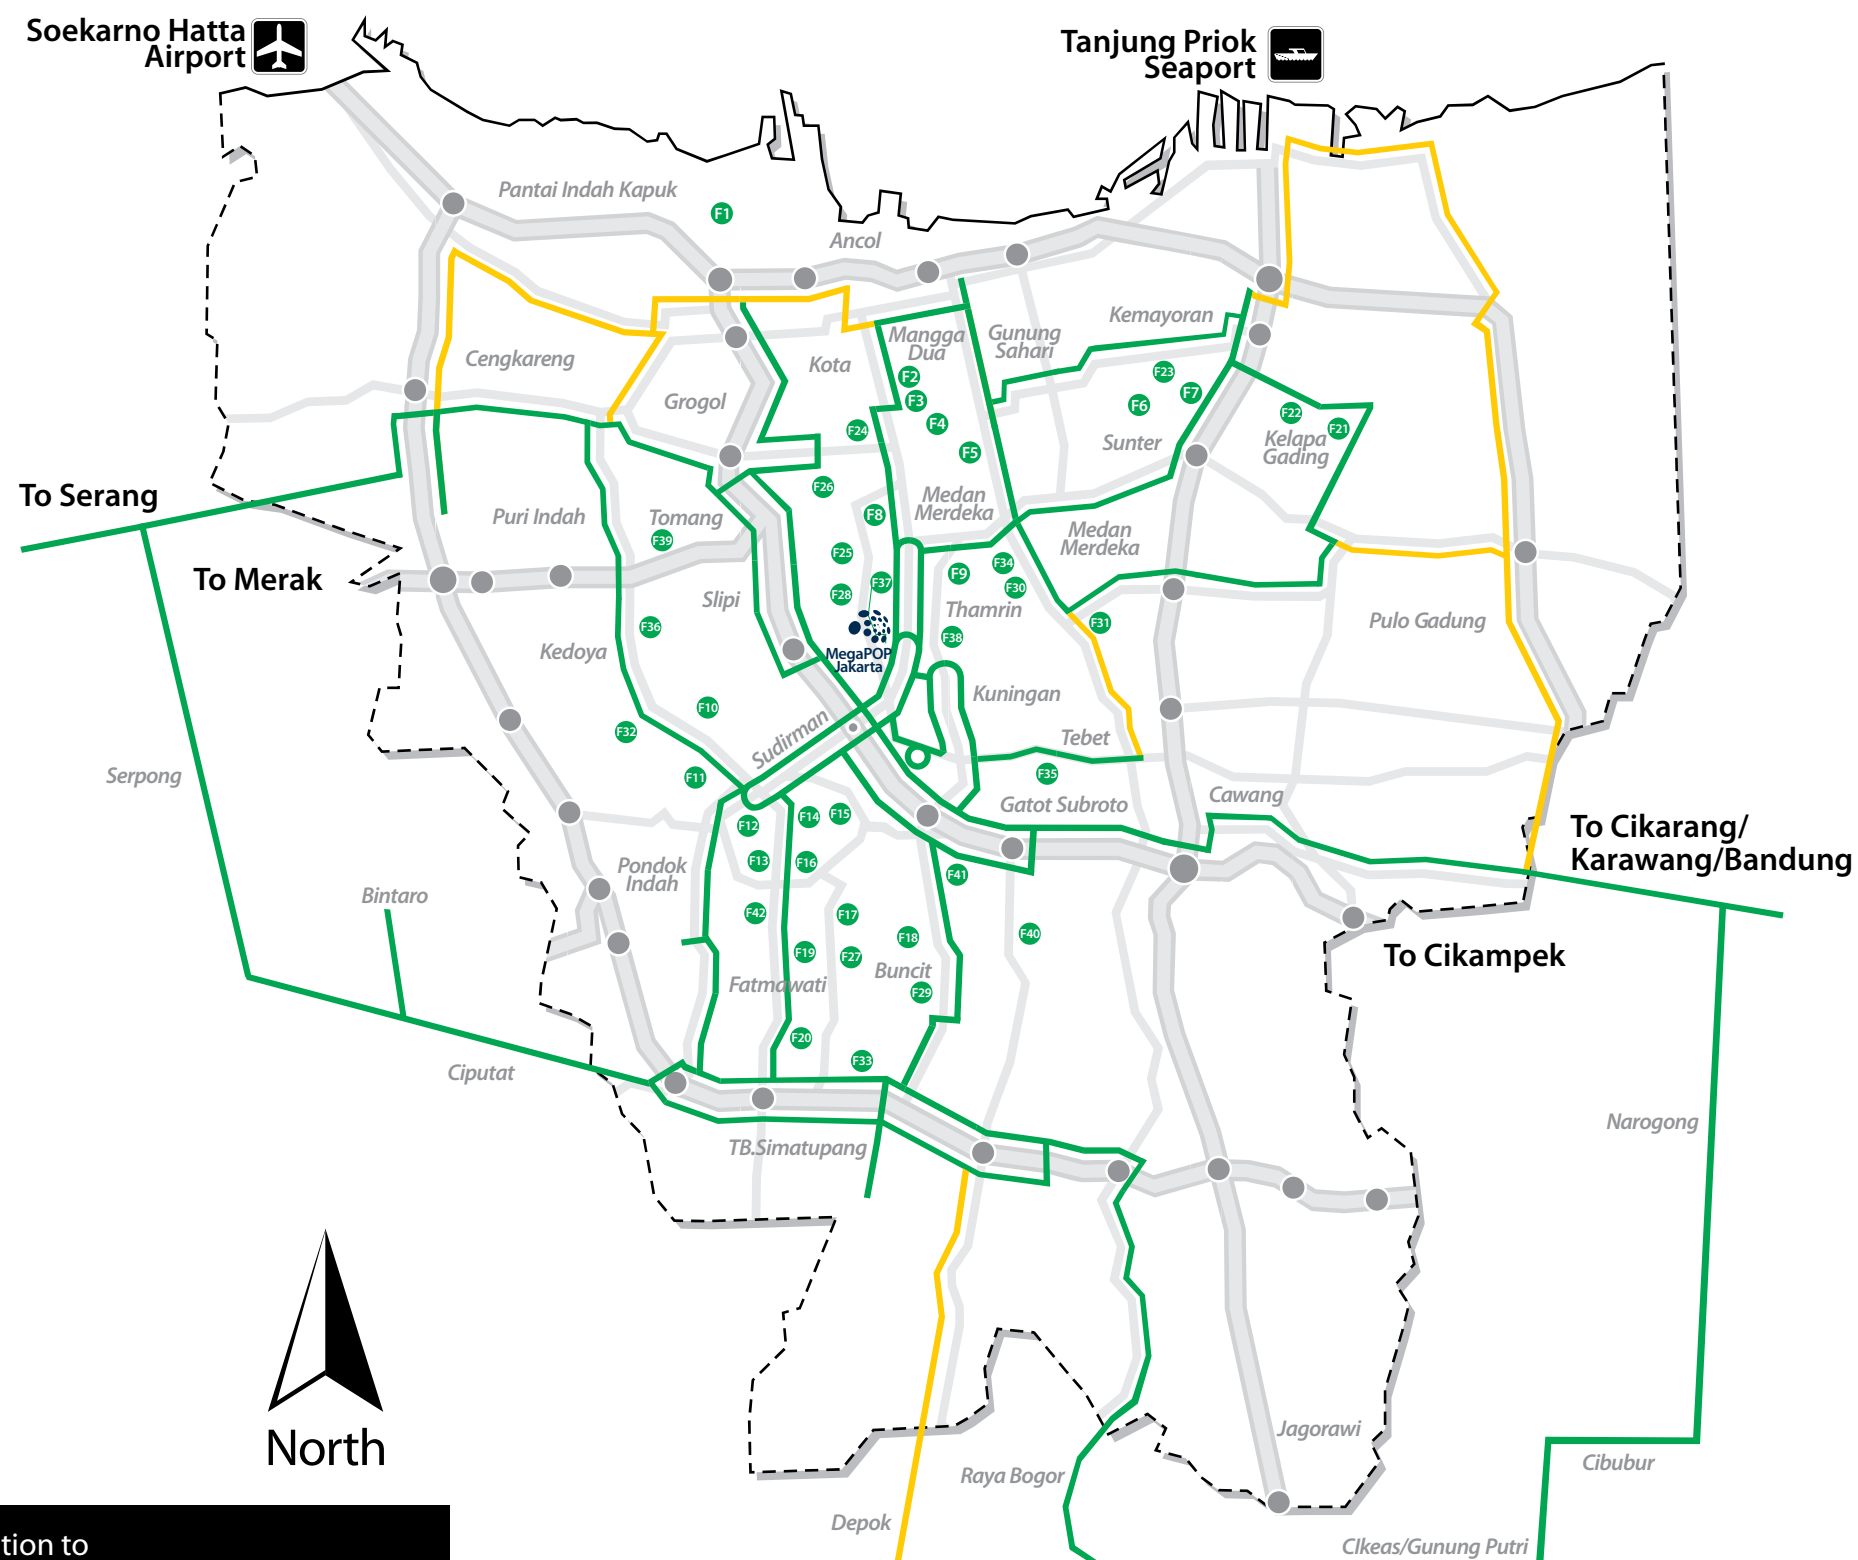 Soekarno Hatta
Airport
Tanjung Priok
Seaport
Pantai Indah Kapuk
F1
Ancol
Cengkareng
Grogol
Kota
Mangga
Dua
Gunung
Sahari
Kemayoran
F2
F3
F4
F5
F23
F7
F6
Sunter
F22
F21
Kelapa
Gading
F24
F26
F8
Medan
Merdeka
Medan
Merdeka
To Serang
Puri Indah
Tomang
F39
F25
F37
F28
F9
F34
F30
Thamrin
F31
To Merak
Slipi
F36
Kedoya
MegaPOP
Jakarta
F38
Pulo Gadung
Kuningan
F10
F32
Sudirman
Tebet
F35
F11
Serpong
Gatot Subroto
Cawang
F12
F14
F15
F13
F16
To Cikarang/
Karawang/Bandung
Pondok
Indah
F41
Bintaro
F42
F17
F18
F40
F19
F27
Buncit
To Cikampek
Fatmawati
F29
F20
F33
Ciputat
TB.Simatupang
Narogong
North
Jagorawi
Raya Bogor
Cibubur
Depok
CIkeas/Gunung Putri
tion to